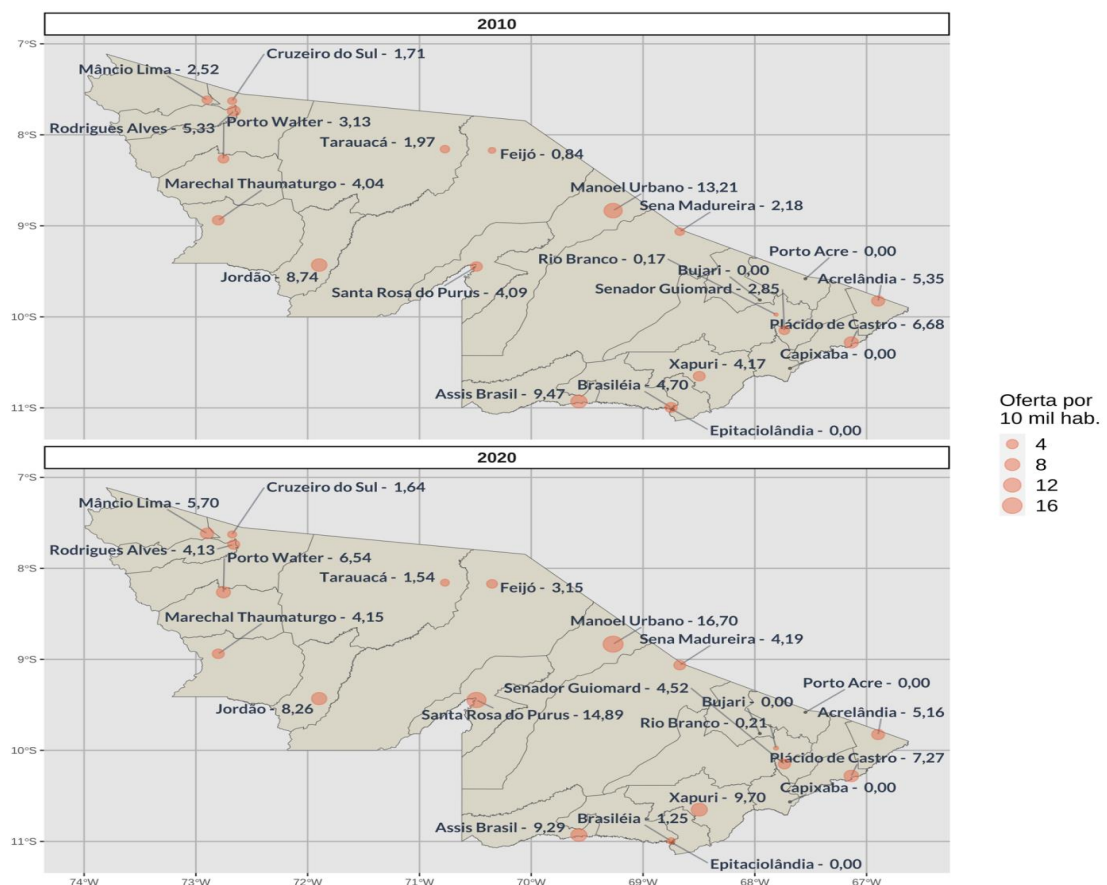 2010
7°S
Cruzeiro do Sul - 1,71
Mâncio Lima - 2,52
Rodrigues Alves - 5,33
Porto Walter - 3,13
8°S
Tarauacá - 1,97
Feijó - 0,84
Marechal Thaumaturgo - 4,04
Manoel Urbano - 13,21
Sena Madureira - 2,18
9°S
Porto Acre - 0,00
Rio Branco - 0,17
Bujari - 0,00
Jordão - 8,74
Acrelândia - 5,35
Santa Rosa do Purus - 4,09
Senador Guiomard - 2,85
10°S
Plácido de Castro - 6,68
Capixaba - 0,00
Xapuri - 4,17
Brasiléia - 4,70
Assis Brasil - 9,47
11°S
Epitaciolândia - 0,00
Oferta por
10 mil hab.
4
8
12
16
2020
7°S
Cruzeiro do Sul - 1,64
Mâncio Lima - 5,70
Rodrigues Alves - 4,13
Porto Walter - 6,54
8°S
Tarauacá - 1,54
Feijó - 3,15
Marechal Thaumaturgo - 4,15
Manoel Urbano - 16,70
Sena Madureira - 4,19
9°S
Porto Acre - 0,00
Senador Guiomard - 4,52
Bujari - 0,00
Jordão - 8,26
Santa Rosa do Purus - 14,89
Acrelândia - 5,16
Rio Branco - 0,21
10°S
Plácido de Castro - 7,27
Capixaba - 0,00
Xapuri - 9,70
Brasiléia - 1,25
Assis Brasil - 9,29
11°S
Epitaciolândia - 0,00
74°W
73°W
72°W
71°W
70°W
69°W
68°W
67°W